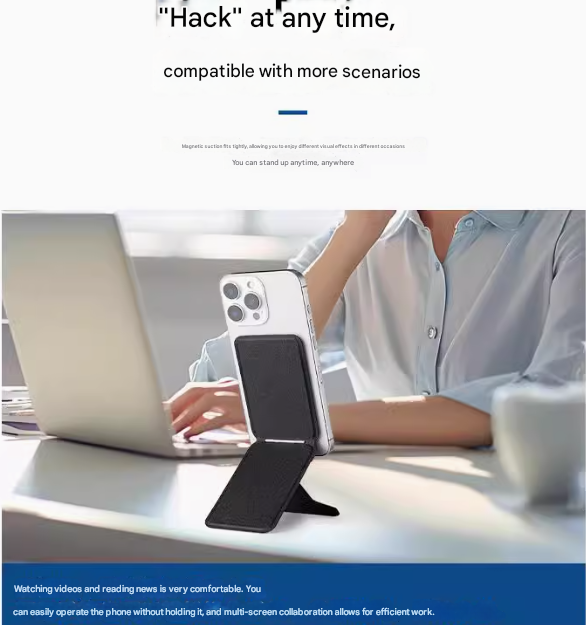 "Hack" at any time,
compatible with more scenarios
Magnetic suction fits tightly, allowing you to enjoy different visual effects in different occasions
You can stand up anytime, anywhere
Watching videos and reading news is very comfortable. You
can easily operate the phone without holding it, and multi-screen collaboration allows for efficient work.